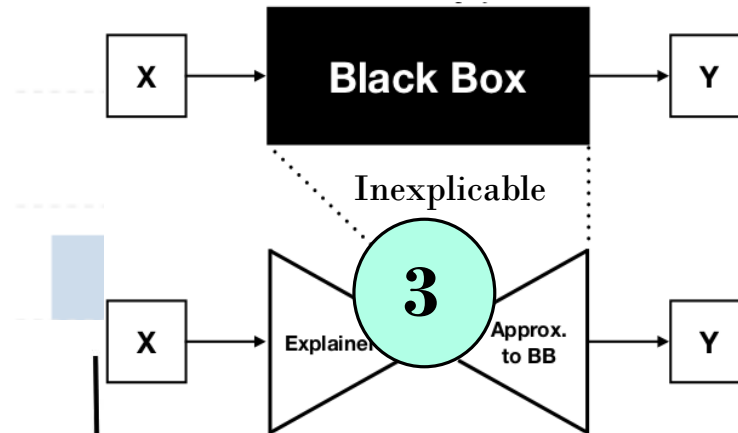 X
Black Box
Y
Inexplicable
3
X
Explainer
Approx.
to BB
Y